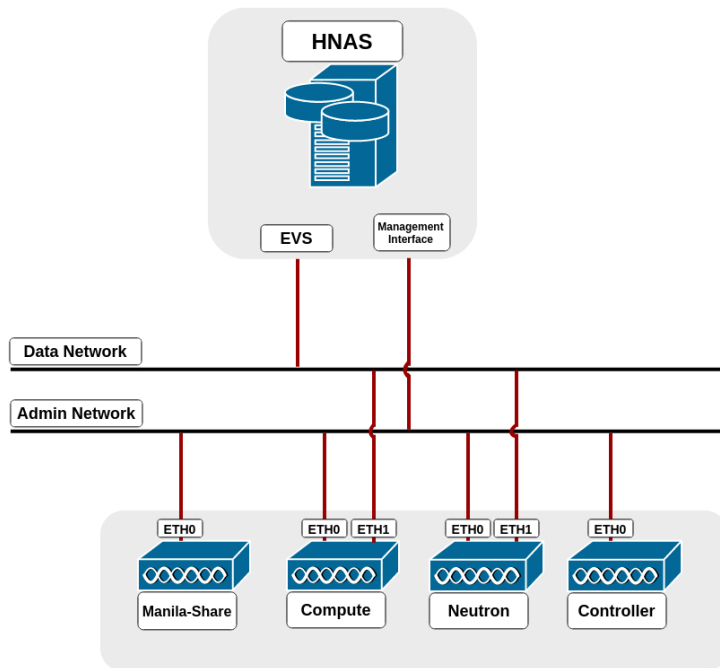 HNAS
EVS
Management
Interface
Data Network
Admin Network
ETH0
ETH0
ETH1
ETH0
ETH1
ETH0
Manila-Share
Compute
Neutron
Controller